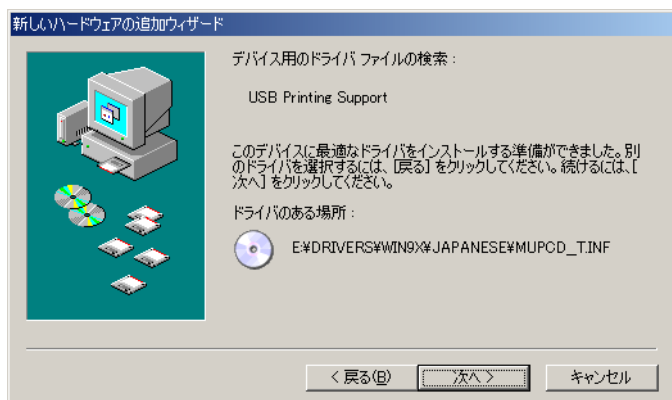 新しいハードウェアの追加ウィザード
デバイス用のドライバ ファイルの検索 :
USB Printing Support
このデバイスに最適なドライバをインストールする準備ができました。別
のドライバを選択するには、[戻る] をクリックしてください。続けるには、[
次へ] をクリックしてください。
ドライバのある場所 :
E:¥DRIVERS¥WIN9X¥JAPANESE¥MUPCD_T.INF
< 戻る(B)
次へ >
キャンセル